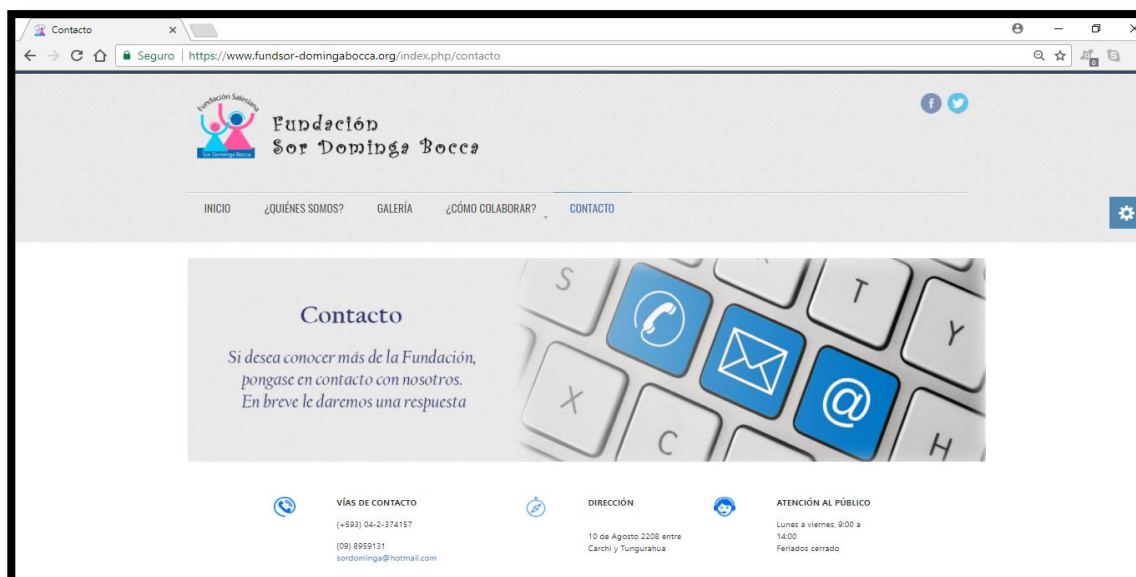 Contacto
Seguro | https://www.fundsor-domingabocca.org/index.php/contacto
0
Fundación Salesiana
Sor Dominga Bocca
Fundación
Sor Dominga Bocca
INICIO ¿QUIÉNES SOMOS? GALERÍA ¿CÓMO COLABORAR? CONTACTO
Contacto
Si desea conocer más de la Fundación,
pongase en contacto con nosotros.
En breve le daremos una respuesta
S T Y X C H @
VÍAS DE CONTACTO
(+593) 04-2-374157
(09) 8959131
sordominga@hotmail.com
DIRECCIÓN
10 de Agosto 2208 entre
Carchi y Tungurahua
ATENCIÓN AL PÚBLICO
Lunes a viernes, 9:00 a
14:00
Feriados cerrado